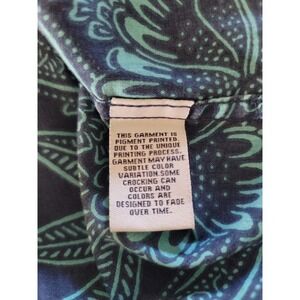 THIS GARMENT IS
PIGMENT PRINTED.
DUE TO THE UNIQUE
PRINTING PROCESS.
GARMENT MAY HAVE
SUBTLE COLOR
VARIATION.SOME
CROCKING CAN
OCCUR AND
COLORS ARE
DESIGNED TO FADE
OVER TIME.